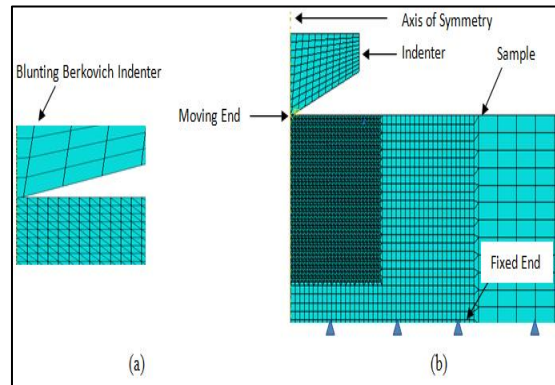 Axis of Symmetry
Blunting Berkovich Indenter
Indenter
Sample
Moving End
Fixed End
(a)
(b)